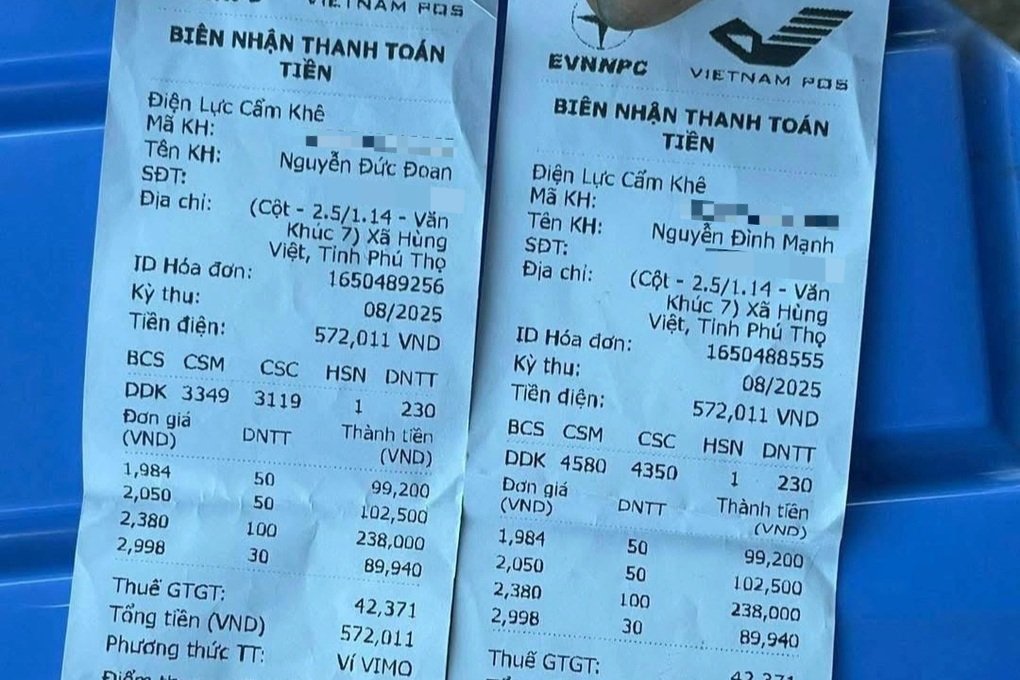 VIETNAM POS
BIÊN NHẬN THANH TOÁN
TIỀN
Điện Lực Cẩm Khê
Mã KH:
Tên KH: Nguyễn Đức Đoan
SĐT:
Địa chỉ: (Cột - 2.5/1.14 - Văn
Khúc 7) Xã Hùng
Việt, Tỉnh Phú Thọ
ID Hóa đơn: 1650489256
Kỳ thu: 08/2025
Tiền điện: 572,011 VND
BCS CSM CSC HSN DNTT
DDK 3349 3119 1 230
Đơn giá
(VND) DNTT Thành tiền
(VND)
1,984 50 99,200
2,050 50 102,500
2,380 100 238,000
2,998 30 89,940
Thuế GTGT: 42,371
Tổng tiền (VND) 572,011
Phương thức TT: Ví VIMO
EVNNPC VIETNAM POS
BIÊN NHẬN THANH TOÁN
TIỀN
Điện Lực Cẩm Khê
Mã KH:
Tên KH: Nguyễn Đình Mạnh
SĐT:
Địa chỉ: (Cột - 2.5/1.14 - Văn
Khúc 7) Xã Hùng
Việt, Tỉnh Phú Thọ
ID Hóa đơn: 1650488555
Kỳ thu: 08/2025
Tiền điện: 572,011 VND
BCS CSM CSC HSN DNTT
DDK 4580 4350 1 230
Đơn giá
(VND) DNTT Thành tiền
(VND)
1,984 50 99,200
2,050 50 102,500
2,380 100 238,000
2,998 30 89,940
Thuế GTGT: 42,371